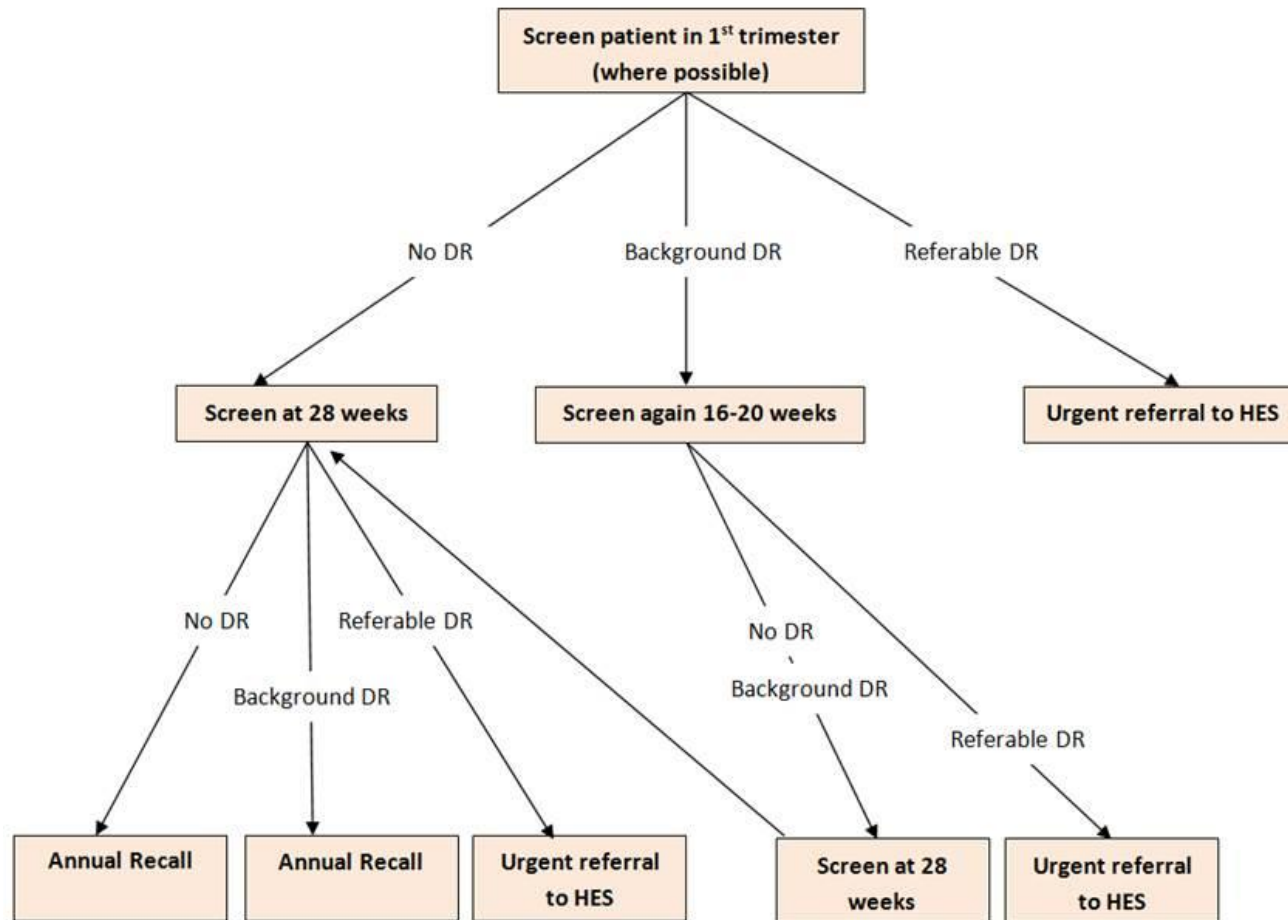 Screen patient in 1st trimester
(where possible)
No DR
Background DR
Referable DR
Screen at 28 weeks
Screen again 16-20 weeks
Urgent referral to HES
No DR
Referable DR
No DR
Background DR
Background DR
Referable DR
Annual Recall
Annual Recall
Urgent referral
to HES
Screen at 28
weeks
Urgent referral
to HES